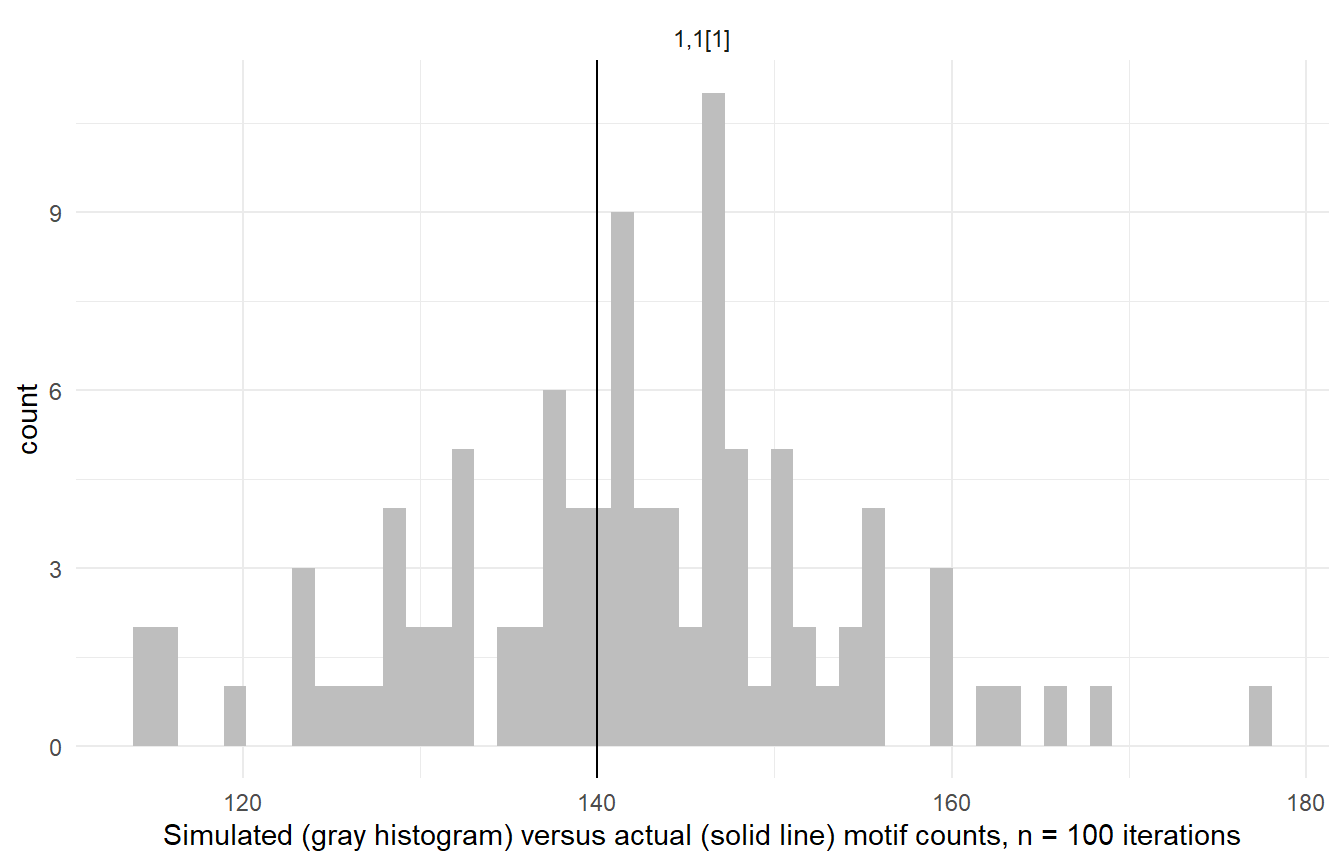 1,1[1]
9
6
3
0
count
120 140 160 180
Simulated (gray histogram) versus actual (solid line) motif counts, n = 100 iterations